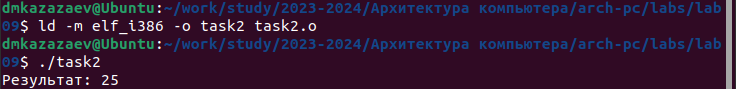 dmkazazaev@Ubuntu:~/work/study/2023-2024/Архитектура компьютера/arch-pc/labs/lab
09$ ld -m elf_i386 -o task2 task2.o
dmkazazaev@Ubuntu:~/work/study/2023-2024/Архитектура компьютера/arch-pc/labs/lab
09$ ./task2
Результат: 25